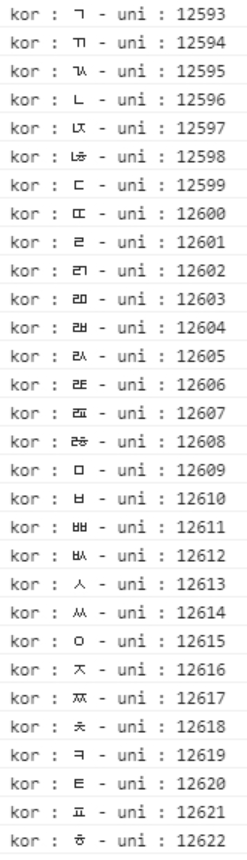 kor : ㄱ - uni : 12593
kor : ㄲ - uni : 12594
kor : ㄳ - uni : 12595
kor : ㄴ - uni : 12596
kor : ㄵ - uni : 12597
kor : ㄶ - uni : 12598
kor : ㄷ - uni : 12599
kor : ㄸ - uni : 12600
kor : ㄹ - uni : 12601
kor : ㄺ - uni : 12602
kor : ㄻ - uni : 12603
kor : ㄼ - uni : 12604
kor : ㄽ - uni : 12605
kor : ㄾ - uni : 12606
kor : ㄿ - uni : 12607
kor : ㅀ - uni : 12608
kor : ㅁ - uni : 12609
kor : ㅂ - uni : 12610
kor : ㅃ - uni : 12611
kor : ㅄ - uni : 12612
kor : ㅅ - uni : 12613
kor : ㅆ - uni : 12614
kor : ㅇ - uni : 12615
kor : ㅈ - uni : 12616
kor : ㅉ - uni : 12617
kor : ㅊ - uni : 12618
kor : ㅋ - uni : 12619
kor : ㅌ - uni : 12620
kor : ㅍ - uni : 12621
kor : ㅎ - uni : 12622